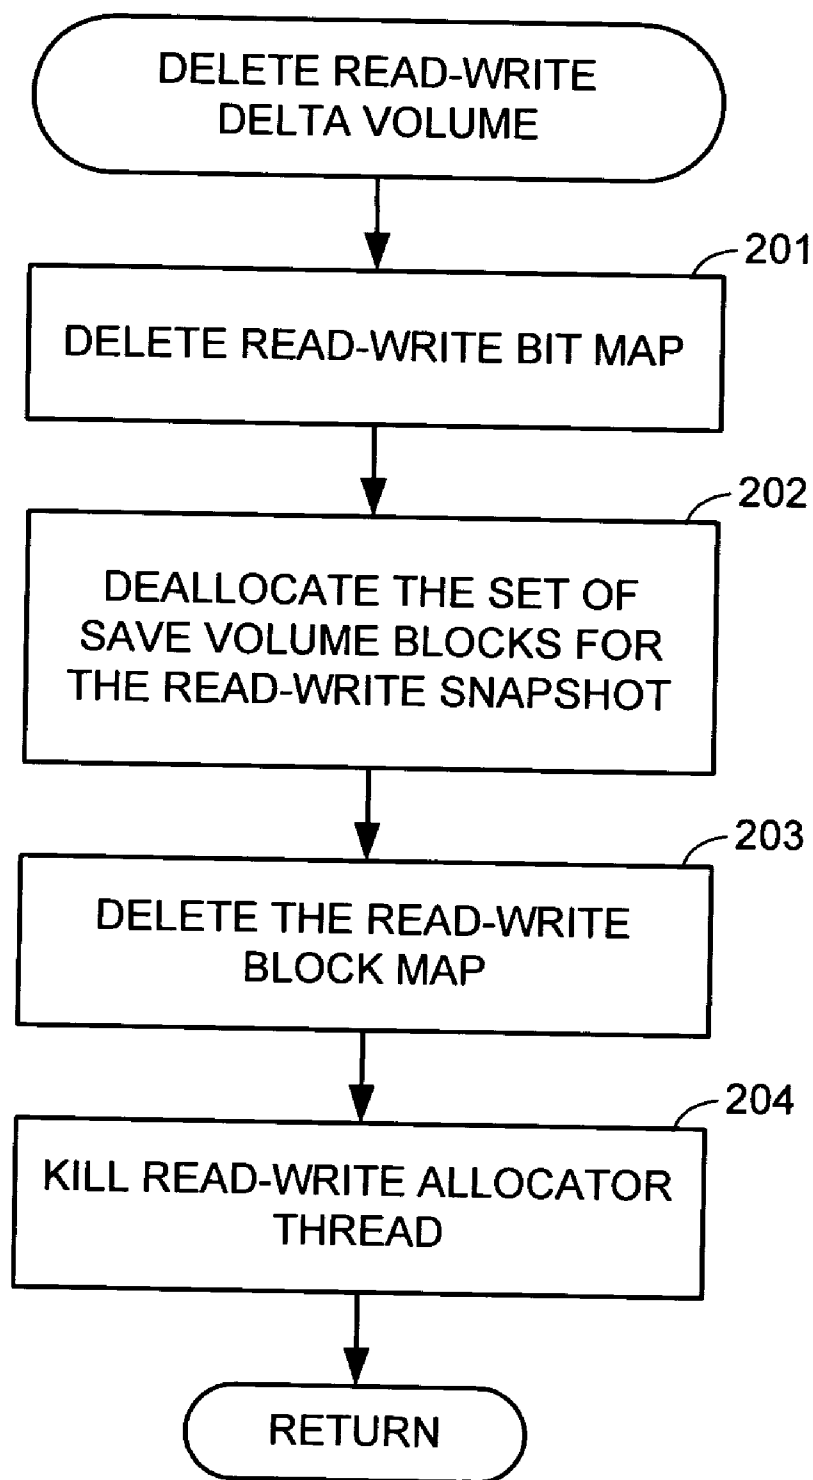 DELETE READ-WRITE
DELTA VOLUME
201
DELETE READ-WRITE BIT MAP
202
DEALLOCATE THE SET OF
SAVE VOLUME BLOCKS FOR
THE READ-WRITE SNAPSHOT
203
DELETE THE READ-WRITE
BLOCK MAP
204
KILL READ-WRITE ALLOCATOR
THREAD
RETURN